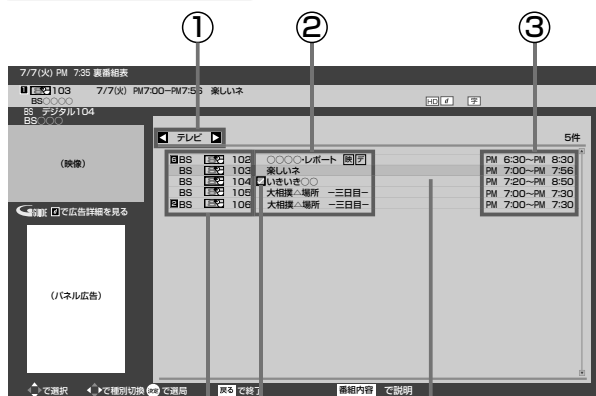 ① ② ③
7/7(火) PM 7:35 裏番組表
1 103 7/7(火) PM7:00−PM7:56 楽しいネ
BS○○○○ HD 字
BS デジタル104
BS○○○
(映像)
テレビ 5件
BS 102 ○○○○・レポート 映 デ PM 6:30〜PM 8:30
BS 103 楽しいネ PM 7:00〜PM 7:56
BS 104 いきいき○○ PM 7:20〜PM 8:50
BS 105 大相撲△場所 −三日目− PM 7:00〜PM 7:30
2BS 106 大相撲△場所 −三日目− PM 7:00〜PM 7:30
GUIDE dで広告詳細を見る
(パネル広告)
で選択 で種別切換 決定 で選局 戻る で終了 番組内容 で説明